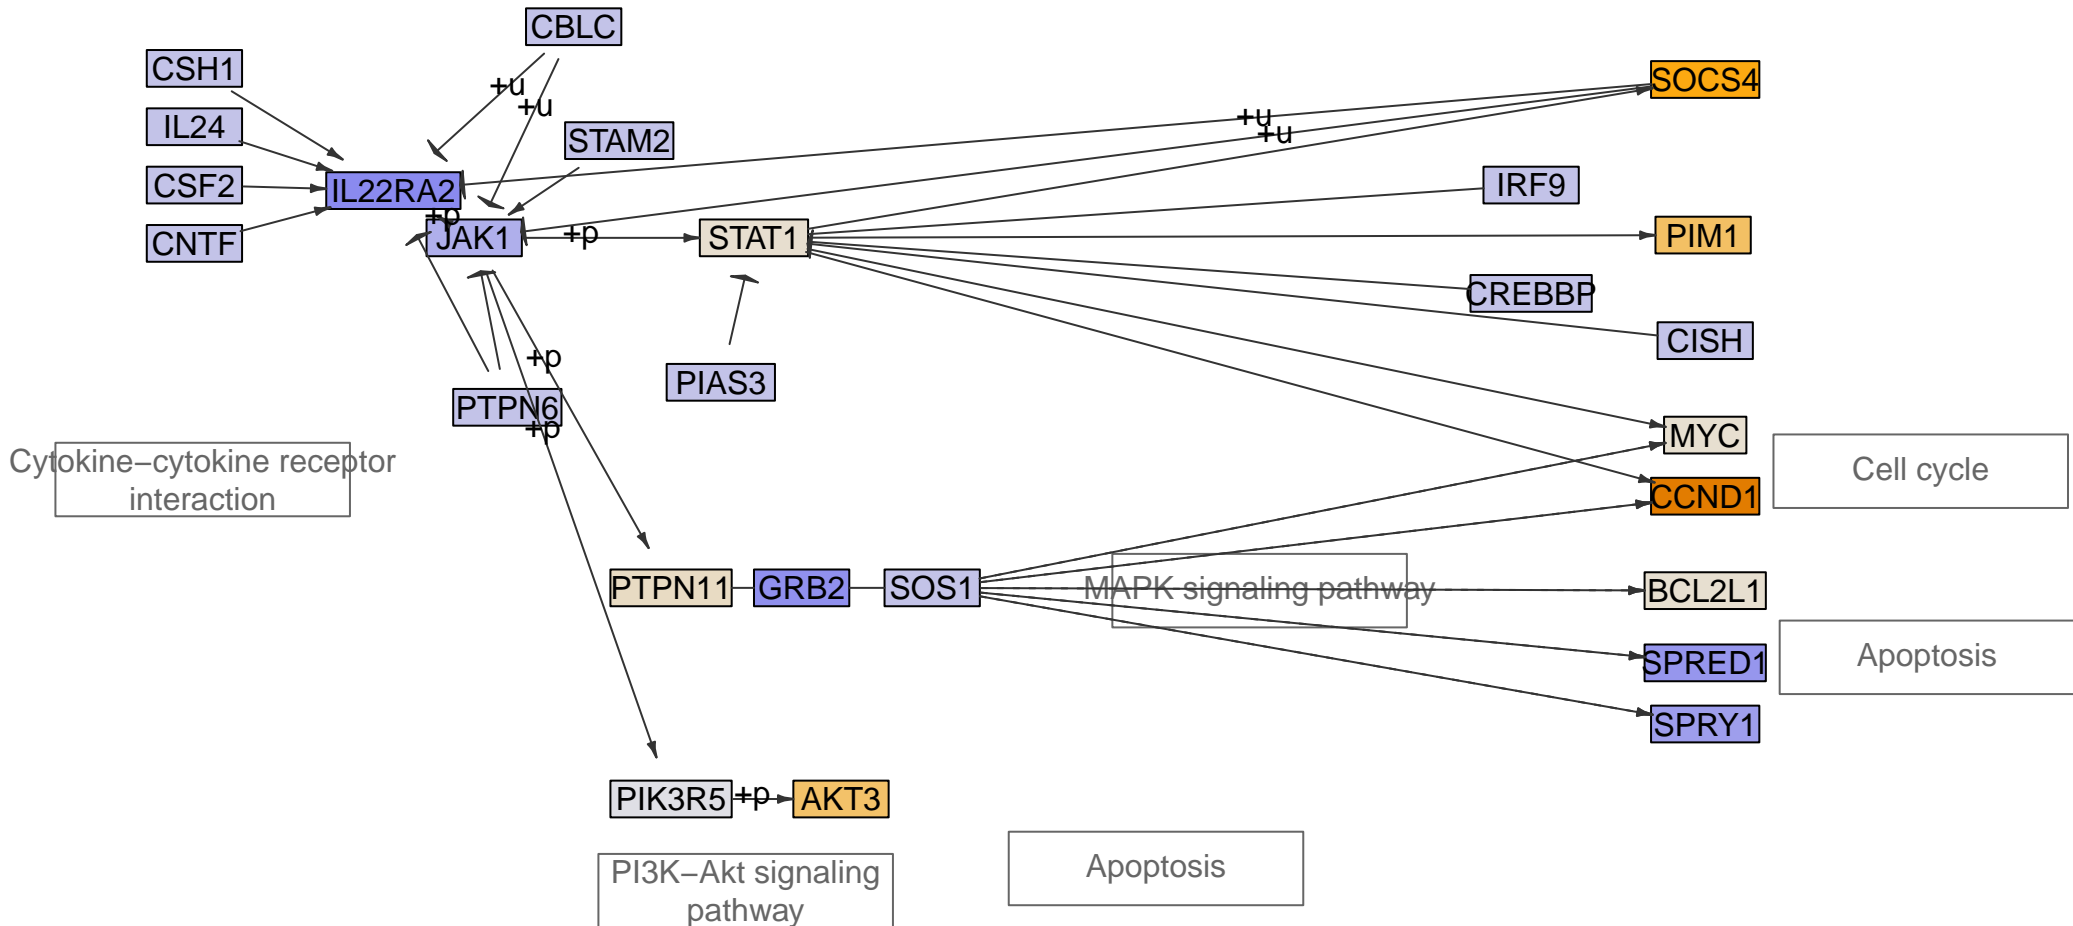 CBLC
CSH1
SOCS4
+u
+u
+u
IL24
+u
STAM2
CSF2
IL22RA2
IRF9
+p
CNTF
JAK1
+p
STAT1
PIM1
CREBBP
CISH
+p
PIAS3
PTPN6
+p
MYC
Cytokine–cytokine receptor
interaction
Cell cycle
CCND1
PTPN11
GRB2
SOS1
MAPK signaling pathway
BCL2L1
SPRED1
Apoptosis
SPRY1
PIK3R5
+p
AKT3
PI3K–Akt signaling
pathway
Apoptosis